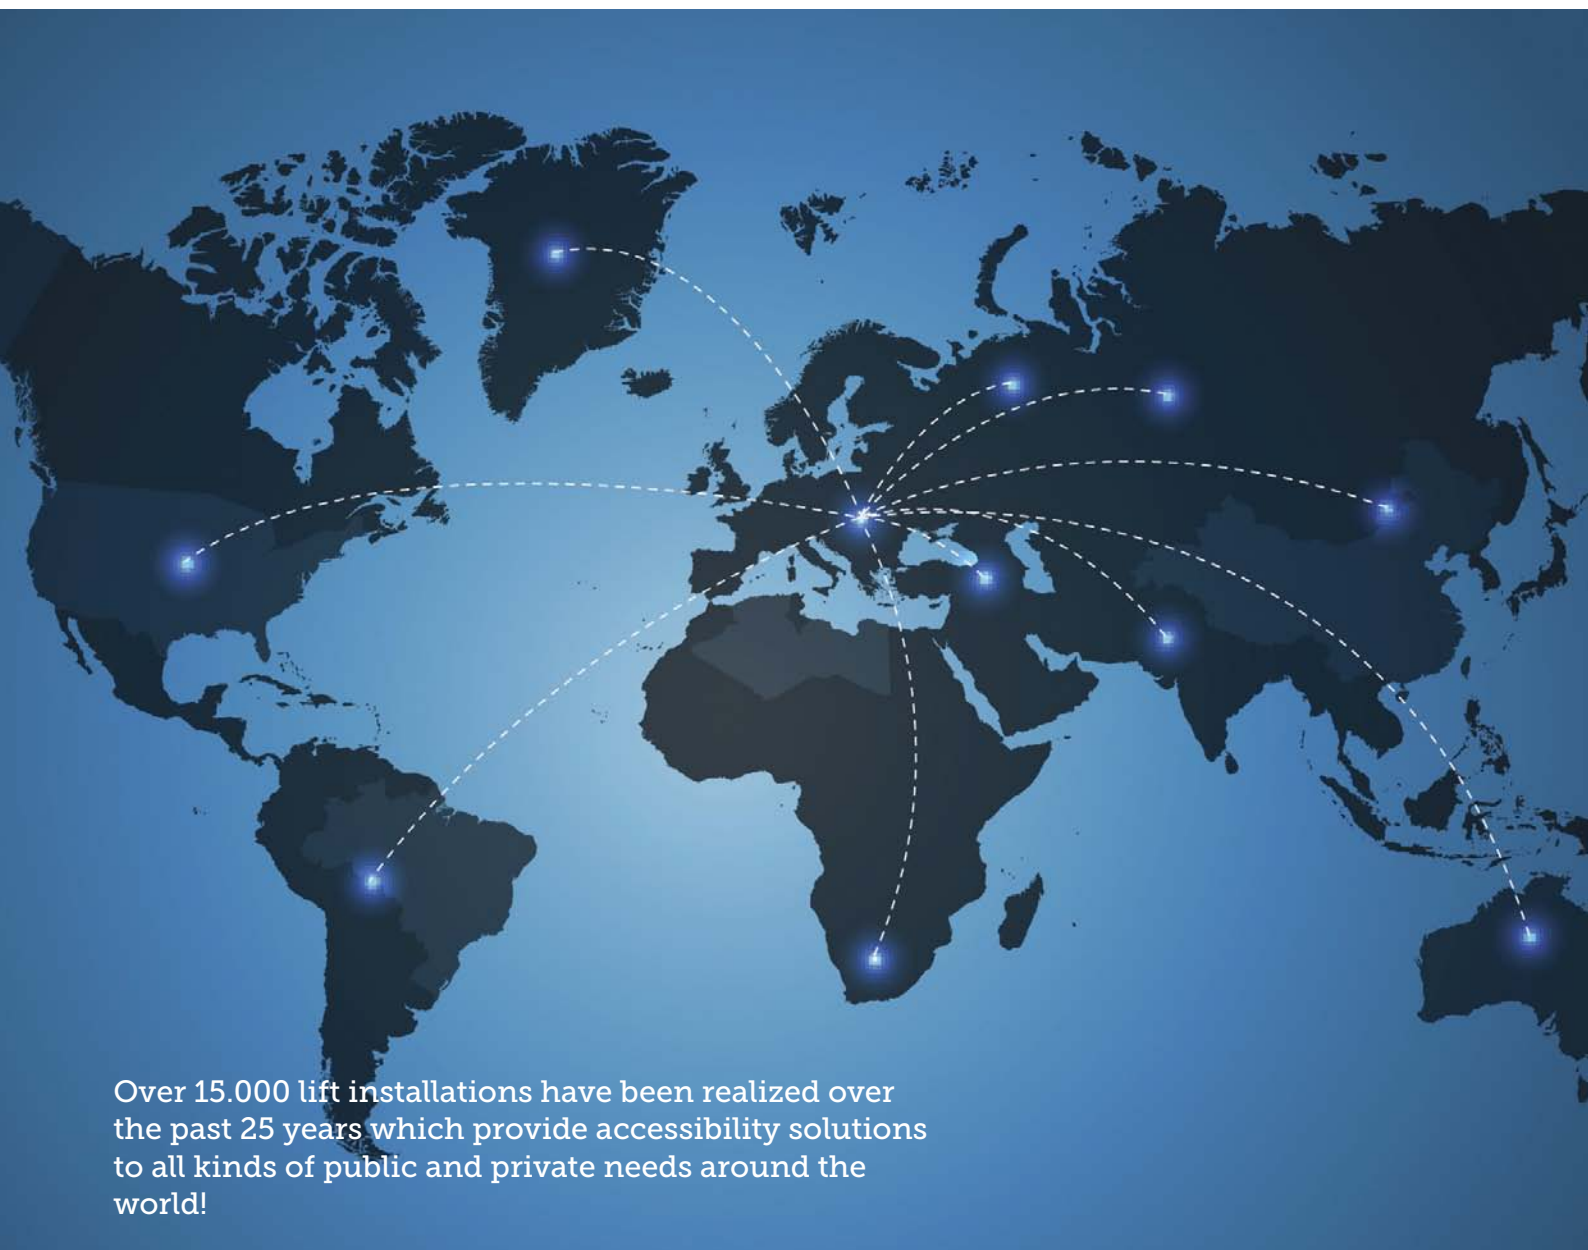 Over 15.000 lift installations have been realized over
the past 25 years which provide accessibility solutions
to all kinds of public and private needs around the
world!